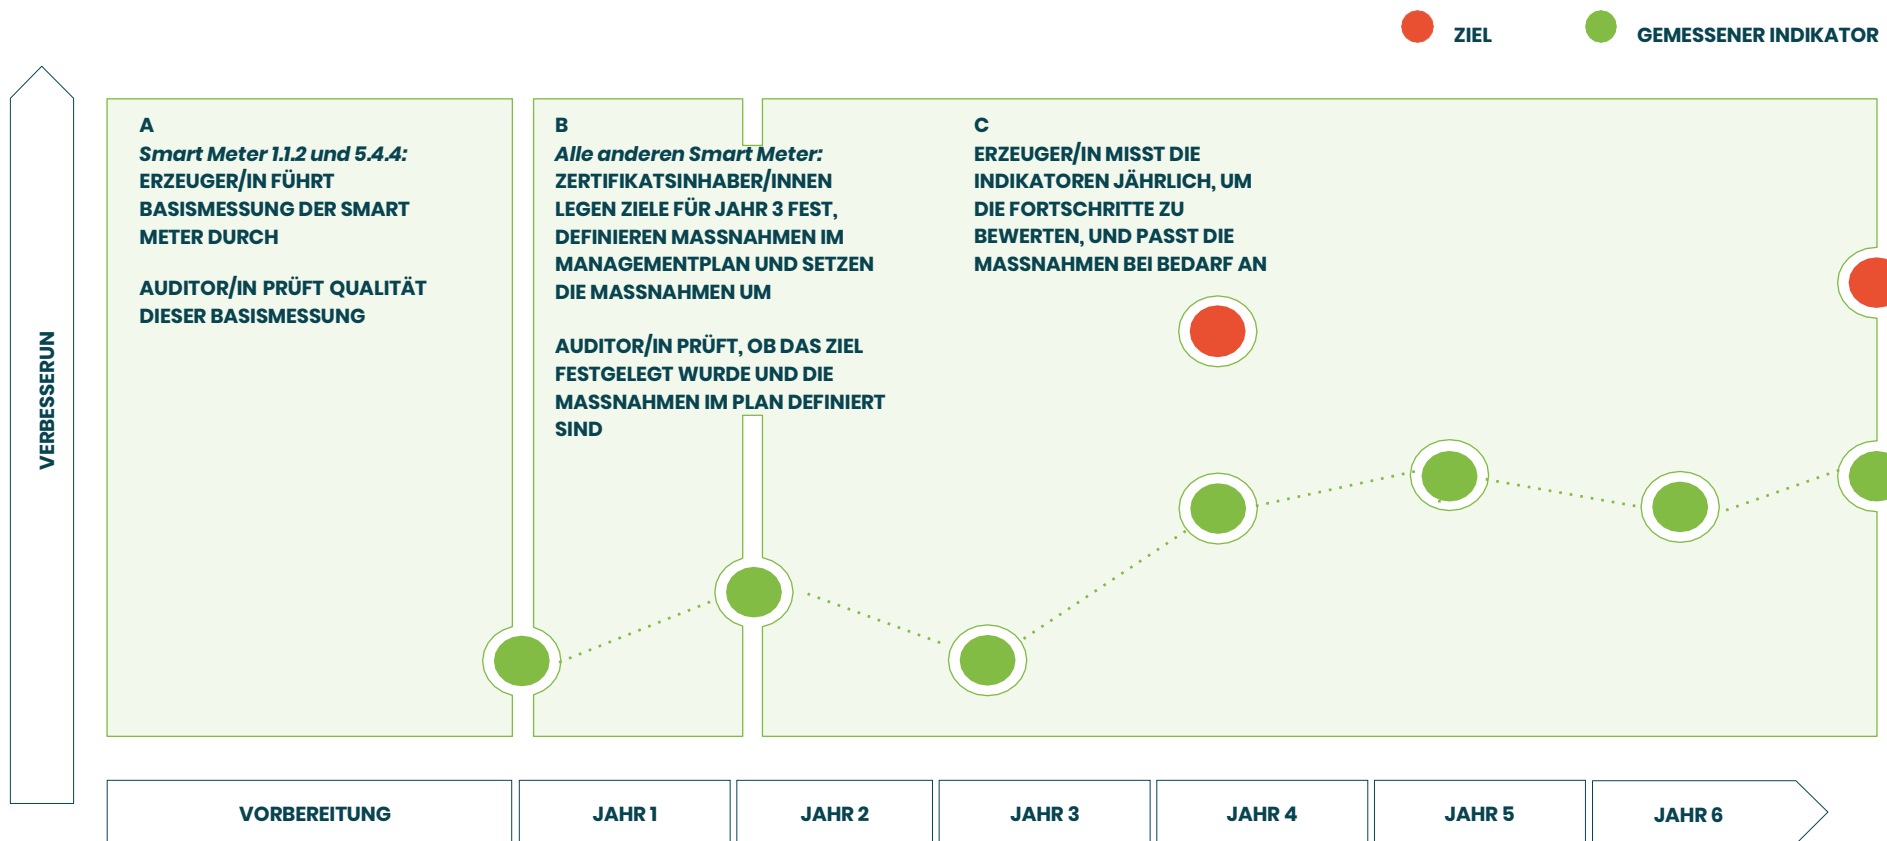 ZIEL
GEMESSENER INDIKATOR
VERBESSERUN
A
Smart Meter 1.1.2 und 5.4.4:
ERZEUGER/IN FÜHRT
BASISMESSUNG DER SMART
METER DURCH
AUDITOR/IN PRÜFT QUALITÄT
DIESER BASISMESSUNG
B
Alle anderen Smart Meter:
ZERTIFIKATSINHABER/INNEN
LEGEN ZIELE FÜR JAHR 3 FEST,
DEFINIEREN MASSNAHMEN IM
MANAGEMENTPLAN UND SETZEN
DIE MASSNAHMEN UM
AUDITOR/IN PRÜFT, OB DAS ZIEL
FESTGELEGT WURDE UND DIE
MASSNAHMEN IM PLAN DEFINIERT
SIND
C
ERZEUGER/IN MISST DIE
INDIKATOREN JÄHRLICH, UM
DIE FORTSCHRITTE ZU
BEWERTEN, UND PASST DIE
MASSNAHMEN BEI BEDARF AN
VORBEREITUNG
JAHR 1
JAHR 2
JAHR 3
JAHR 4
JAHR 5
JAHR 6